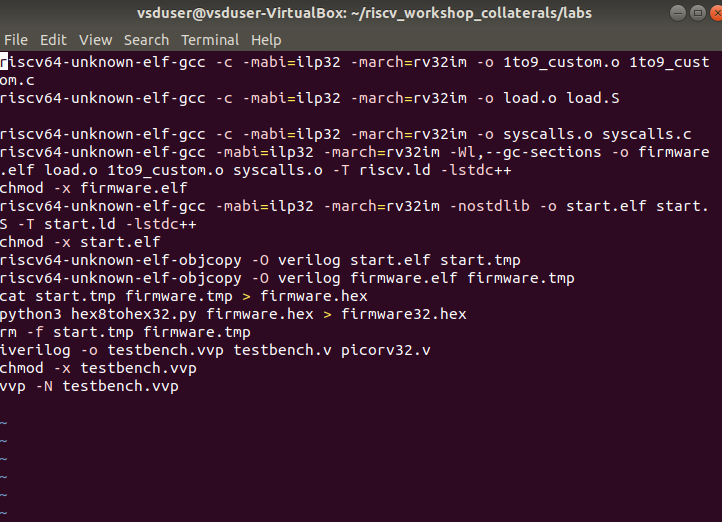 vsduser@vsduser-VirtualBox: ~/riscv_workshop_collaterals/labs
File Edit View Search Terminal Help
riscv64-unknown-elf-gcc -c -mabi=ilp32 -march=rv32im -o 1to9_custom.o 1to9_cust
om.c
riscv64-unknown-elf-gcc -c -mabi=ilp32 -march=rv32im -o load.o load.S
riscv64-unknown-elf-gcc -c -mabi=ilp32 -march=rv32im -o syscalls.o syscalls.c
riscv64-unknown-elf-gcc -mabi=ilp32 -march=rv32im -Wl,--gc-sections -o firmware
.elf load.o 1to9_custom.o syscalls.o -T riscv.ld -lstdc++
chmod -x firmware.elf
riscv64-unknown-elf-gcc -mabi=ilp32 -march=rv32im -nostdlib -o start.elf start.
S -T start.ld -lstdc++
chmod -x start.elf
riscv64-unknown-elf-objcopy -O verilog start.elf start.tmp
riscv64-unknown-elf-objcopy -O verilog firmware.elf firmware.tmp
cat start.tmp firmware.tmp > firmware.hex
python3 hex8tohex32.py firmware.hex > firmware32.hex
rm -f start.tmp firmware.tmp
iverilog -o testbench.vvp testbench.v picorv32.v
chmod -x testbench.vvp
vvp -N testbench.vvp
~
~
~
~
~
~